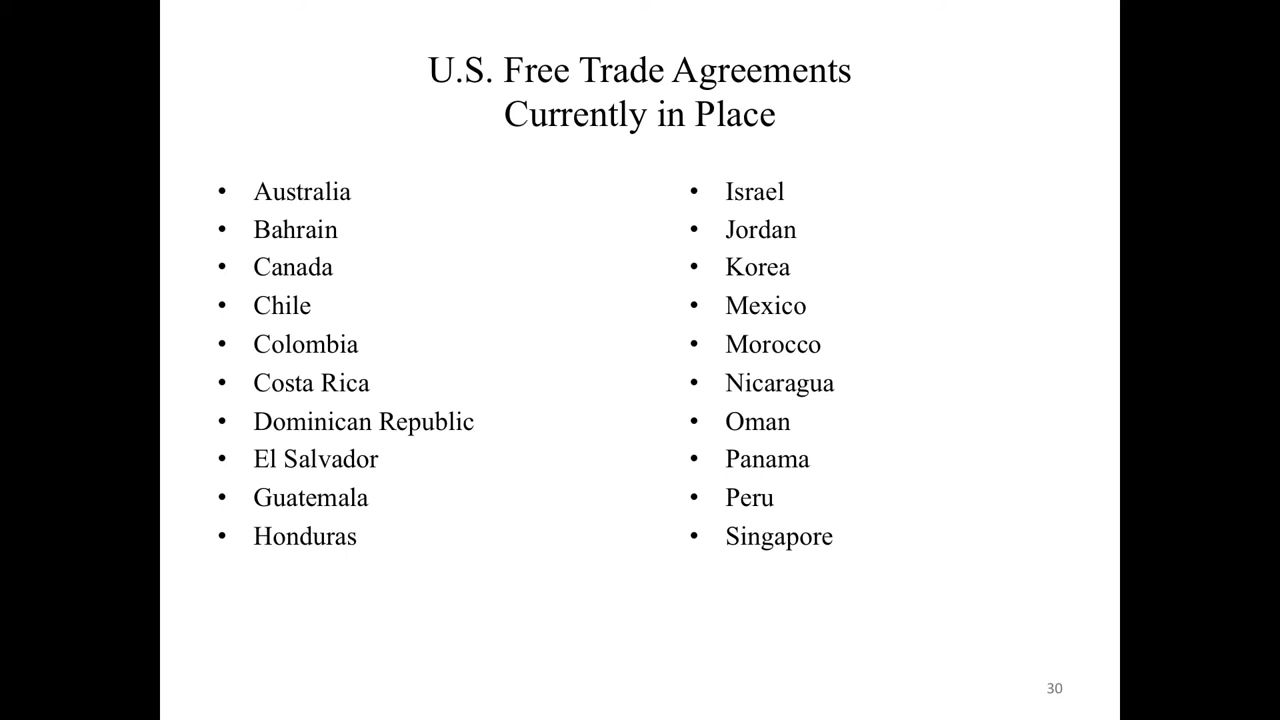 U.S. Free Trade Agreements
Currently in Place
• Australia
• Bahrain
• Canada
• Chile
• Colombia
• Costa Rica
• Dominican Republic
• El Salvador
• Guatemala
• Honduras
• Israel
• Jordan
• Korea
• Mexico
• Morocco
• Nicaragua
• Oman
• Panama
• Peru
• Singapore
30